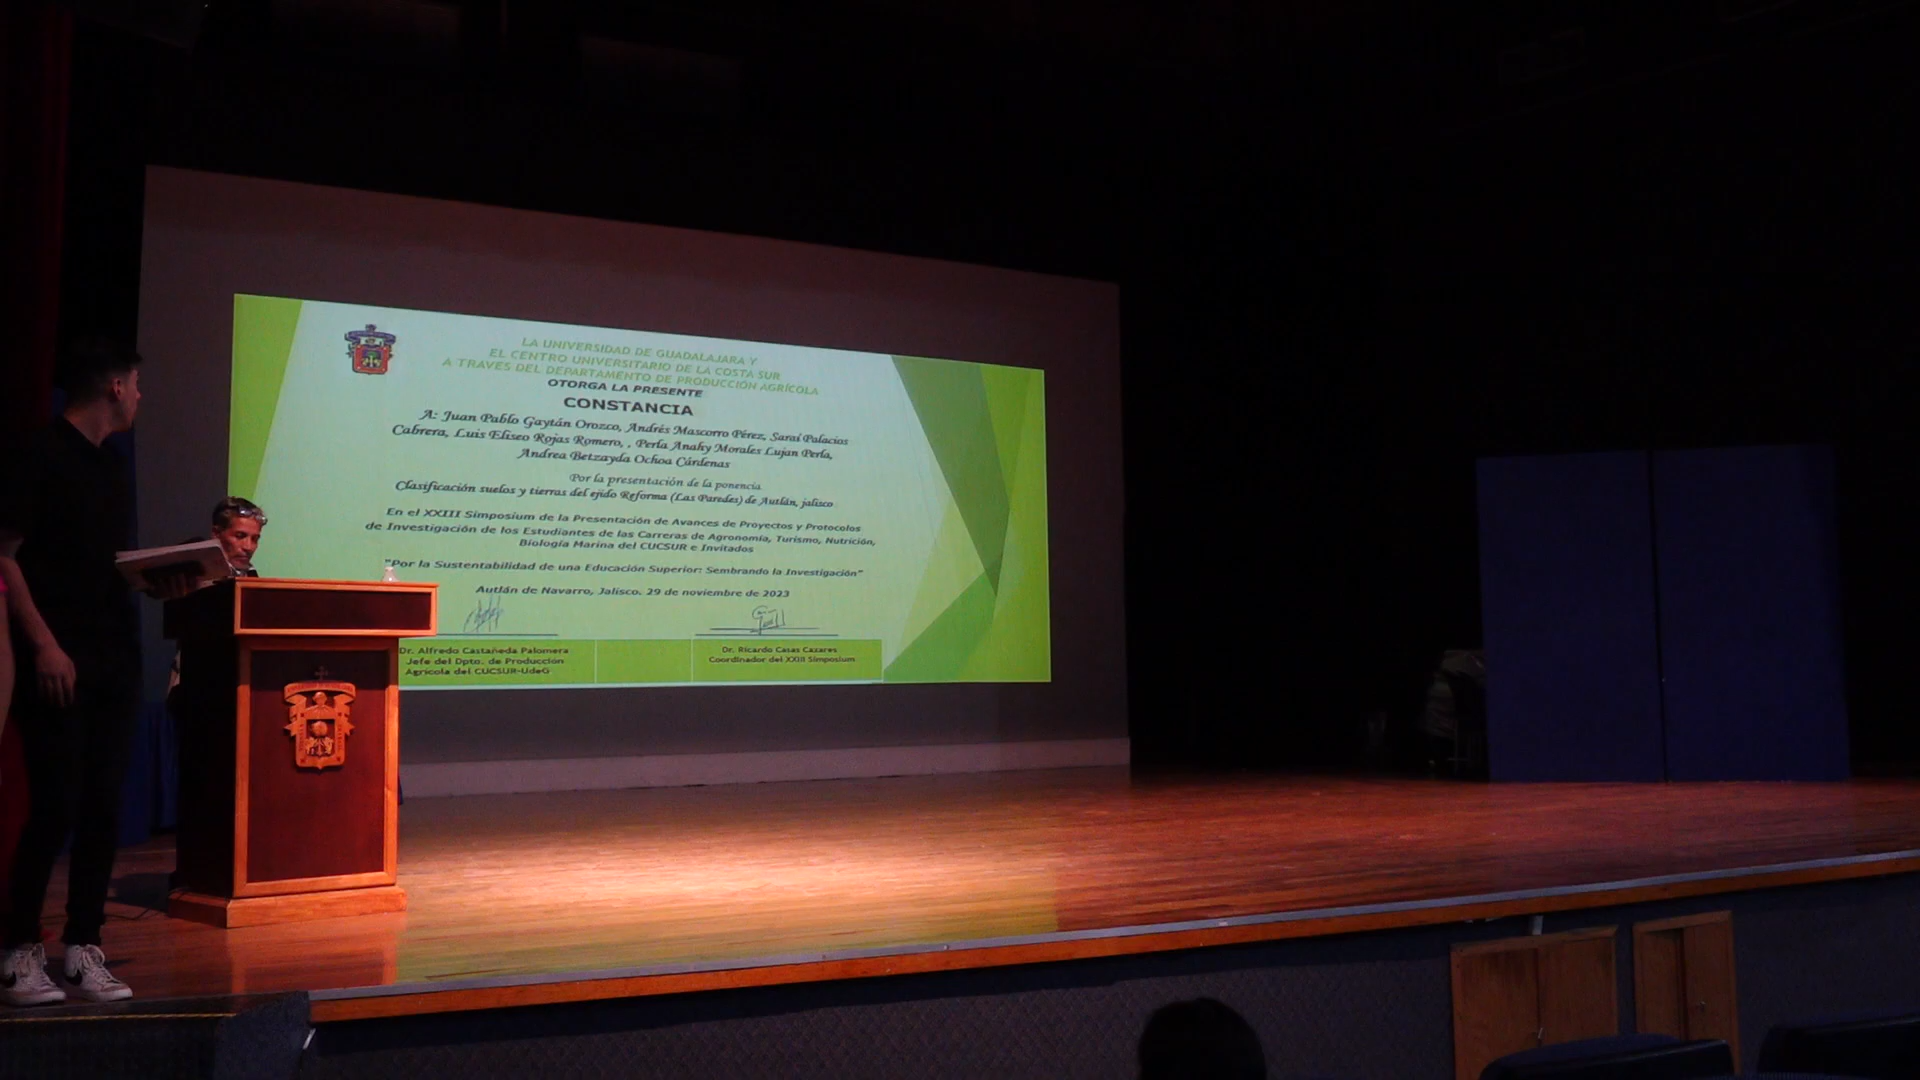 LA UNIVERSIDAD DE GUADALAJARA Y
EL CENTRO UNIVERSITARIO DE LA COSTA SUR
A TRAVÉS DEL DEPARTAMENTO DE PRODUCCIÓN AGRÍCOLA
OTORGA LA PRESENTE
CONSTANCIA
A: Juan Pablo Gaytán Orozco, Andrés Mascorro Pérez, Saraí Palacios
Cabrera, Luis Eliseo Rojas Romero, , Perla Anahy Morales Lujan Perla,
Andrea Betzayda Ochoa Cárdenas
Por la presentación de la ponencia
Clasificación suelos y tierras del ejido Reforma (Las Paredes) de Autlán, jalisco
En el XXIII Simposium de la Presentación de Avances de Proyectos y Protocolos
de Investigación de los Estudiantes de las Carreras de Agronomía, Turismo, Nutrición,
Biología Marina del CUCSUR e Invitados
"Por la Sustentabilidad de una Educación Superior: Sembrando la Investigación"
Autlán de Navarro, Jalisco. 29 de noviembre de 2023
Dr. Alfredo Castañeda Palomera
Jefe del Dpto. de Producción
Agrícola del CUCSUR-UdeG
Dr. Ricardo Casas Cazares
Coordinador del XXIII Simposium